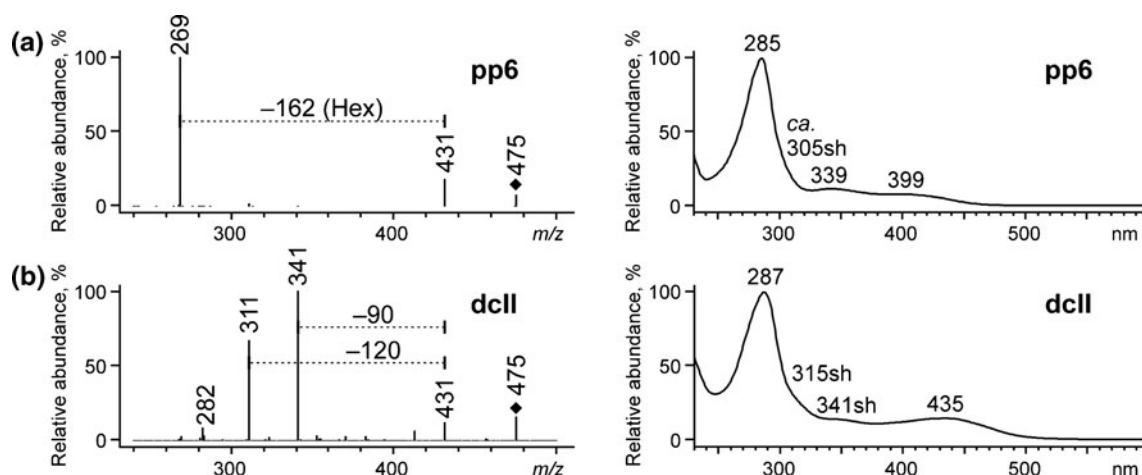 (a)
Relative abundance, %
100
50
0
269
–162 (Hex)
431
475
pp6
300
400
m/z
Relative abundance, %
100
50
0
285
ca.
305sh
339
399
pp6
300
400
500
nm
(b)
Relative abundance, %
100
50
0
282
311
341
–90
–120
431
475
dcII
300
400
m/z
Relative abundance, %
100
50
0
287
315sh
341sh
435
dcII
300
400
500
nm